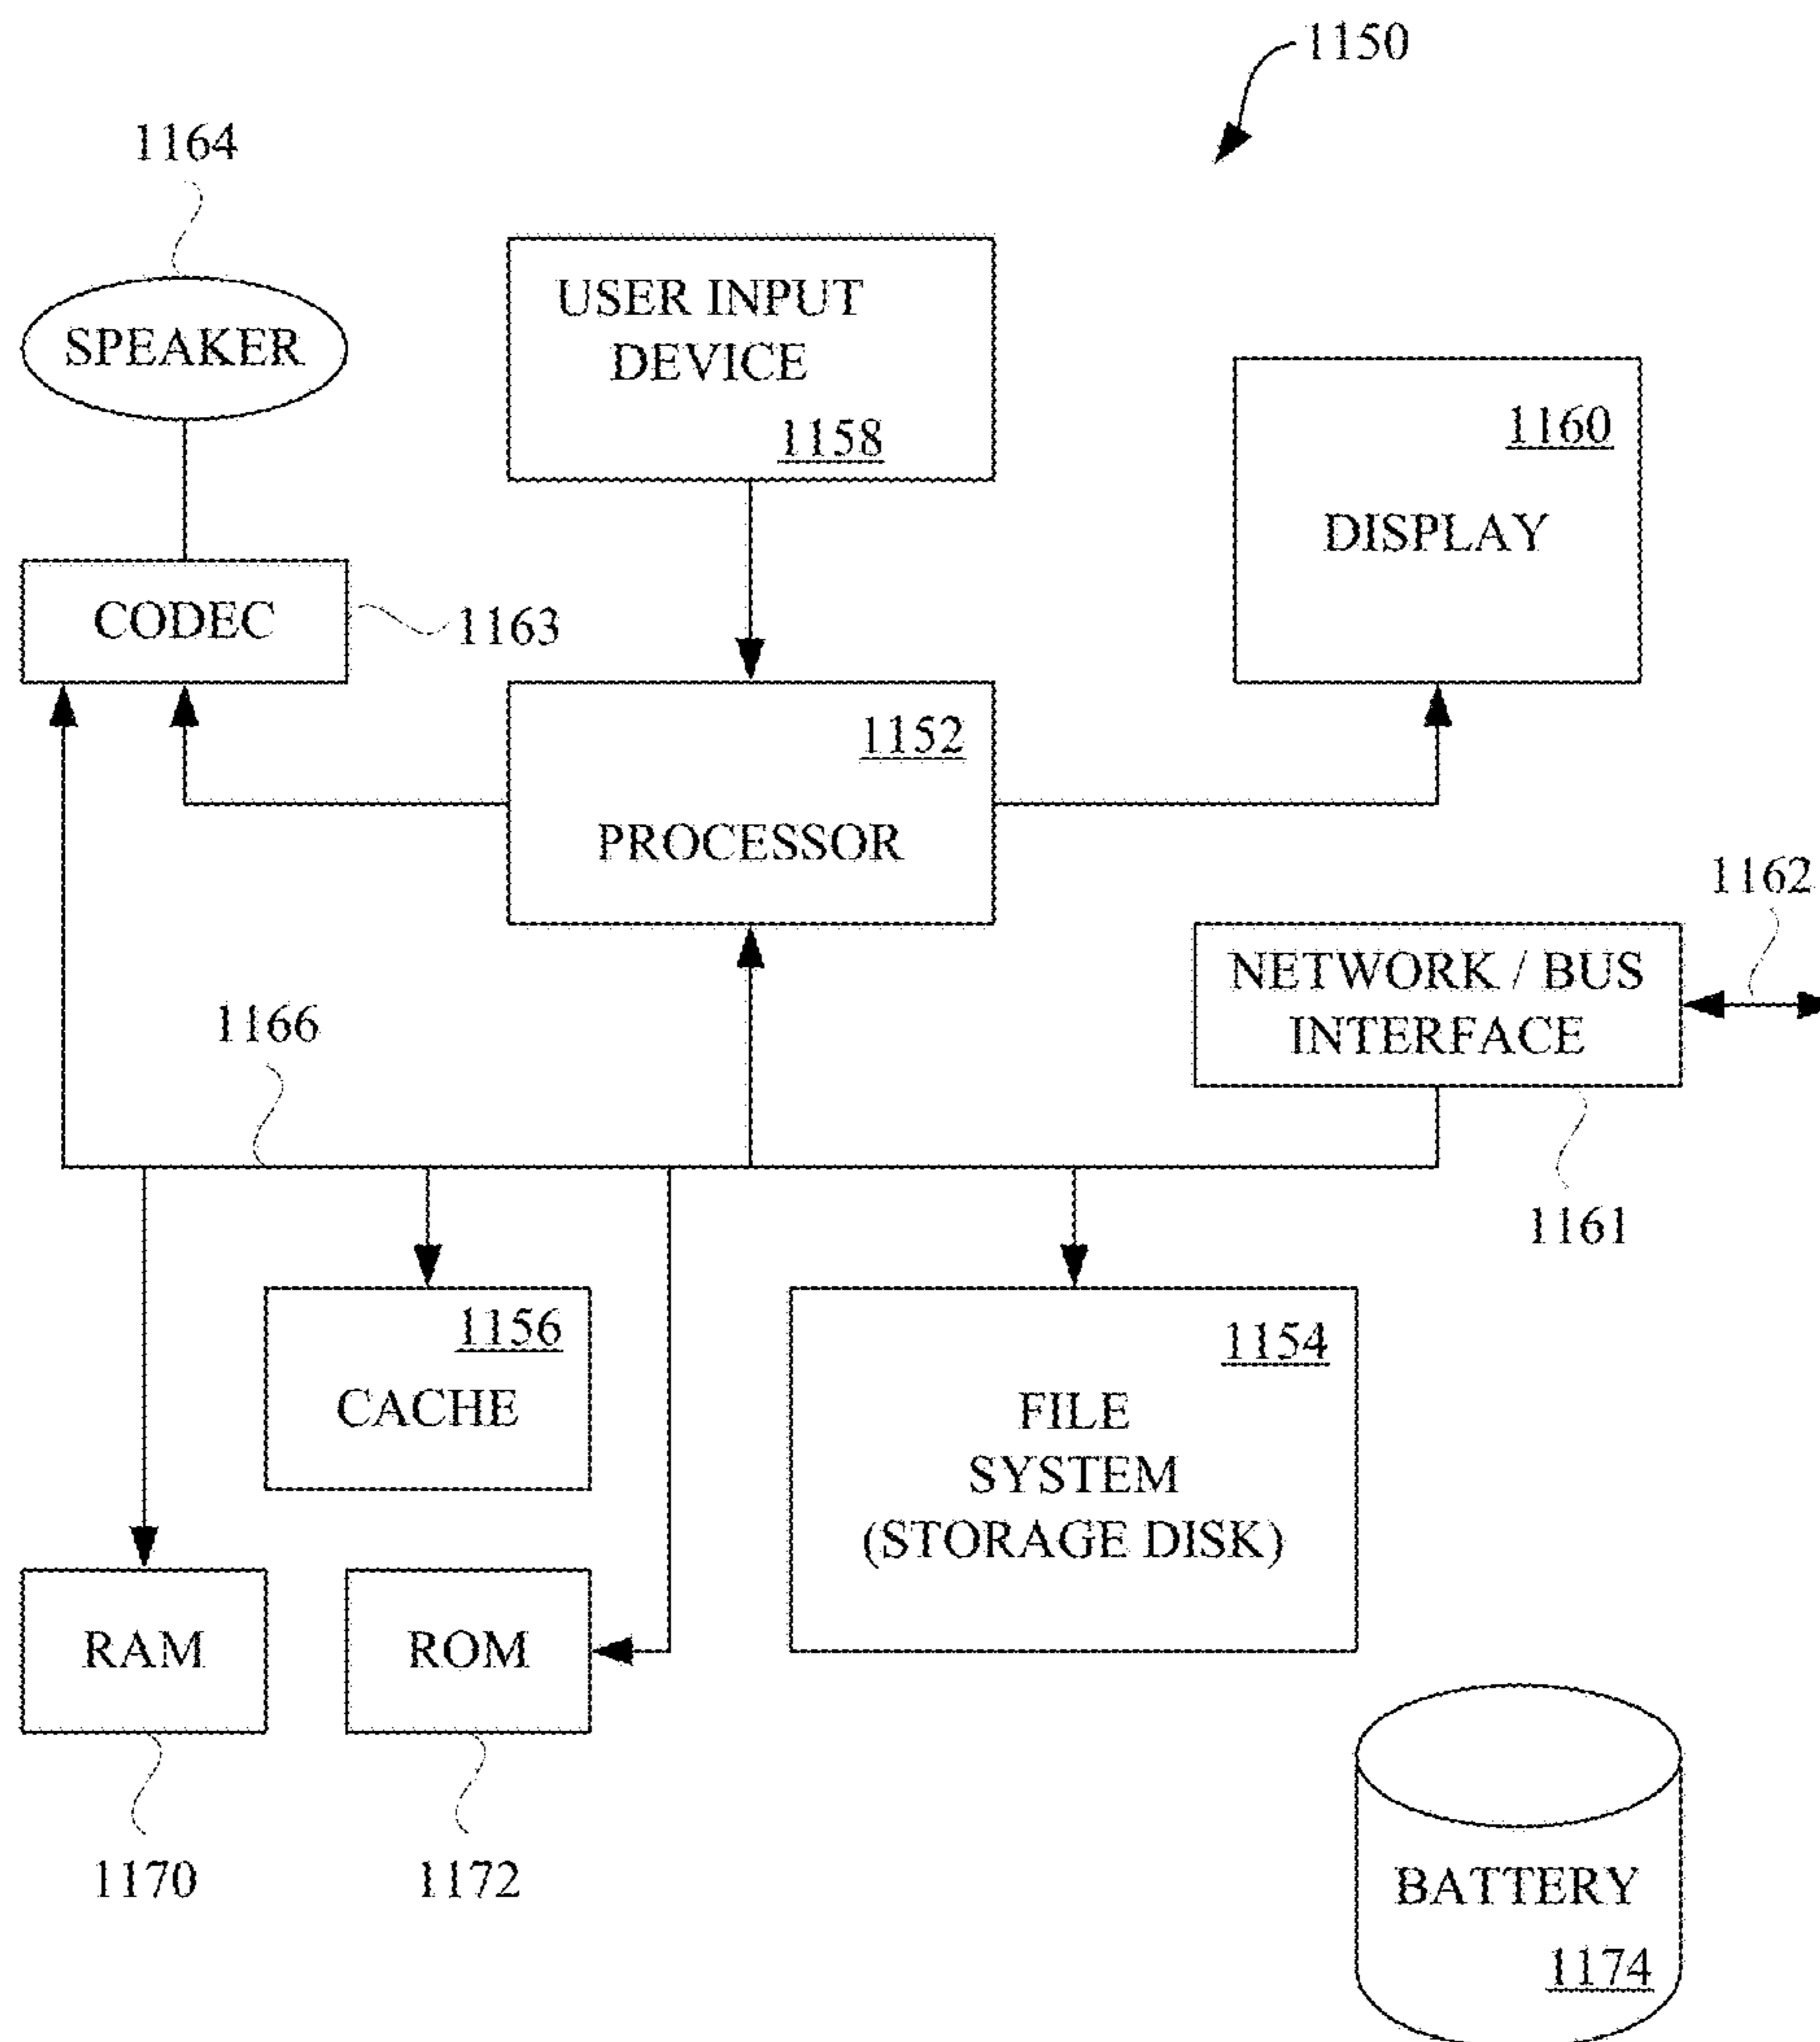 1150
1164
SPEAKER
USER INPUT
DEVICE
1158
1160
DISPLAY
CODEC
1163
1152
PROCESSOR
1162
NETWORK / BUS
INTERFACE
1166
1161
1156
CACHE
1154
FILE
SYSTEM
(STORAGE DISK)
RAM
ROM
1170
1172
BATTERY
1174